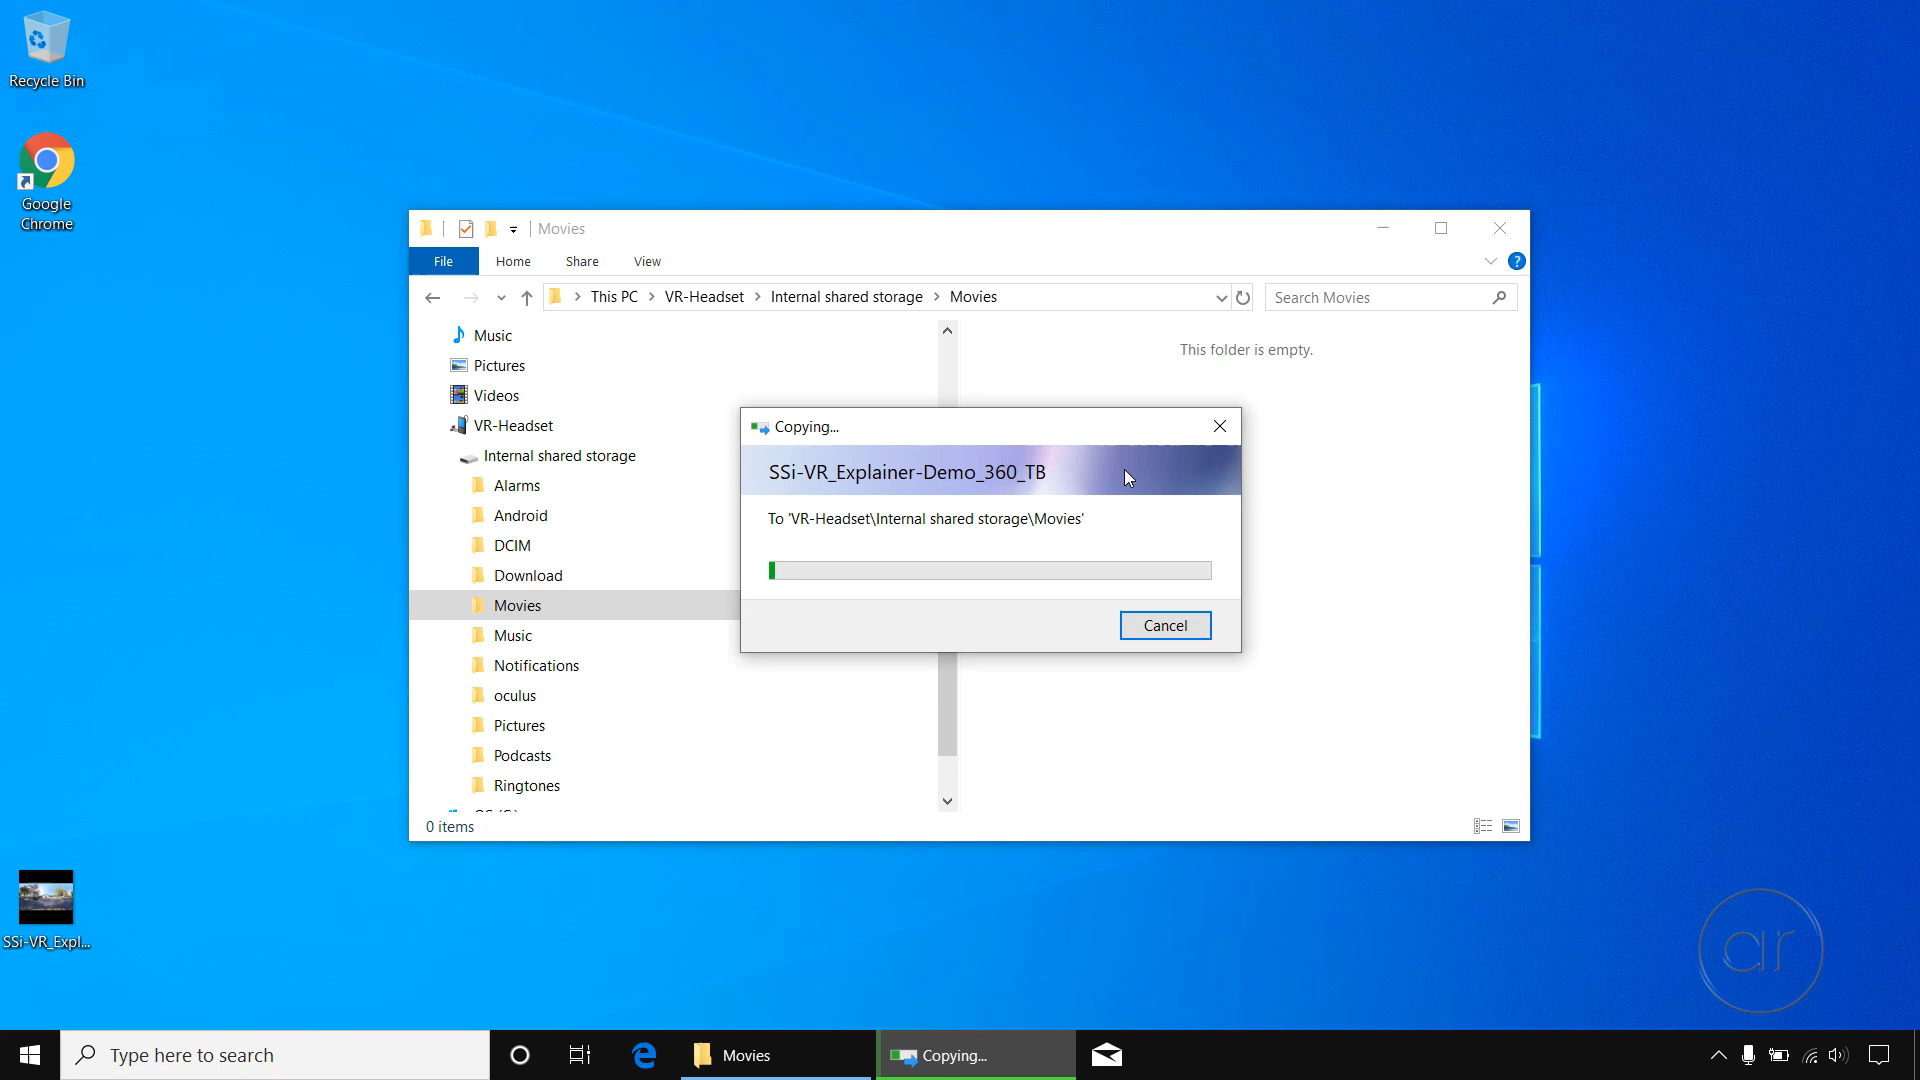 Recycle Bin
Google
Chrome
Movies
File
Home
Share
View
?
This PC > VR-Headset > Internal shared storage > Movies
Search Movies
Music
Pictures
Videos
VR-Headset
Internal shared storage
Alarms
Android
DCIM
Download
Movies
Music
Notifications
oculus
Pictures
Podcasts
Ringtones
This folder is empty.
Copying...
SSi-VR_Explainer-Demo_360_TB
To 'VR-Headset\Internal shared storage\Movies'
Cancel
0 items
SSi-VR_Expl...
ar
Type here to search
Movies
Copying...